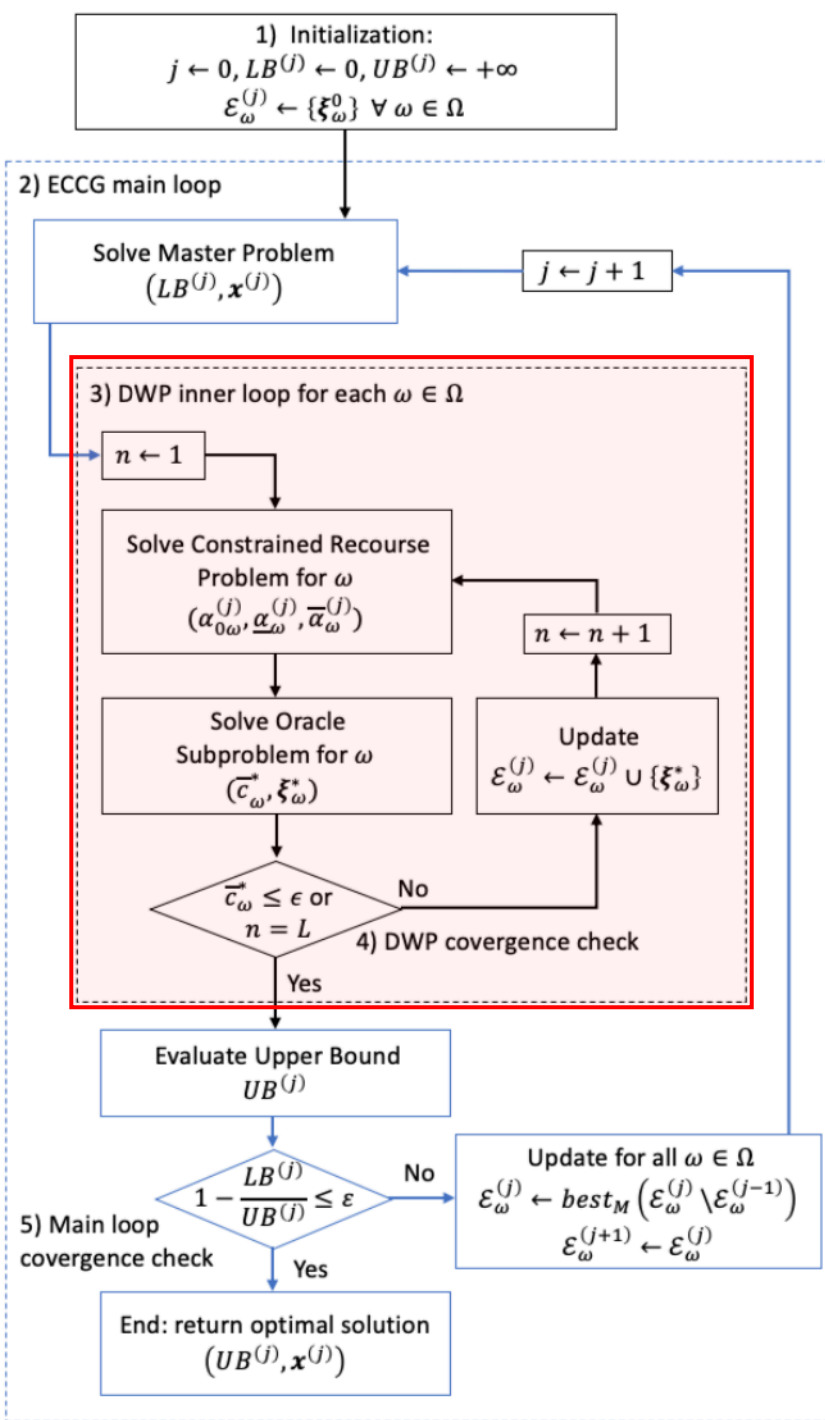 1) Initialization:
j ← 0, LB^(j) ← 0, UB^(j) ← +∞
ℰ_ω^(j) ← {ξ_ω^0} ∀ ω ∈ Ω
2) ECCG main loop
Solve Master Problem
(LB^(j), x^(j))
j ← j + 1
3) DWP inner loop for each ω ∈ Ω
n ← 1
Solve Constrained Recourse
Problem for ω
(α_0ω^(j), α̲_ω^(j), α̅_ω^(j))
n ← n + 1
Solve Oracle
Subproblem for ω
(c̅_ω^*, ξ_ω^*)
Update
ℰ_ω^(j) ← ℰ_ω^(j) ∪ {ξ_ω^*}
c̅_ω^* ≤ ϵ or
n = L
No
4) DWP covergence check
Yes
Evaluate Upper Bound
UB^(j)
1 − LB^(j)/UB^(j) ≤ ε
No
Update for all ω ∈ Ω
ℰ_ω^(j) ← best_M(ℰ_ω^(j) \ℰ_ω^(j−1))
ℰ_ω^(j+1) ← ℰ_ω^(j)
5) Main loop
covergence check
Yes
End: return optimal solution
(UB^(j), x^(j))